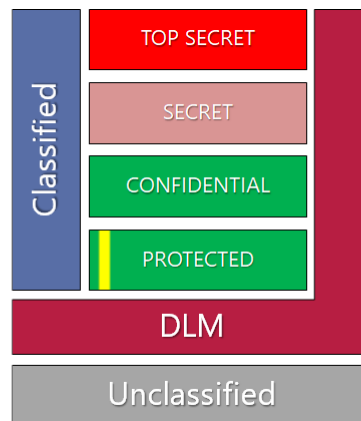 TOP SECRET
Classified
SECRET
CONFIDENTIAL
PROTECTED
DLM
Unclassified